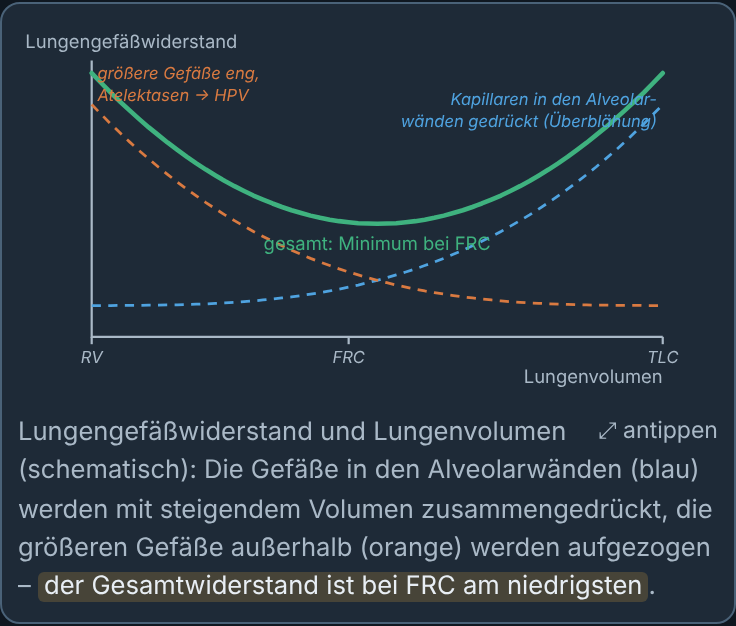 Lungengefäßwiderstand
größere Gefäße eng,
Atelektasen → HPV
Kapillaren in den Alveolar-
wänden gedrückt (Überblähung)
gesamt: Minimum bei FRC
RV
FRC
TLC
Lungenvolumen
Lungengefäßwiderstand und Lungenvolumen ⤢ antippen
(schematisch): Die Gefäße in den Alveolarwänden (blau)
werden mit steigendem Volumen zusammengedrückt, die
größeren Gefäße außerhalb (orange) werden aufgezogen
– der Gesamtwiderstand ist bei FRC am niedrigsten.